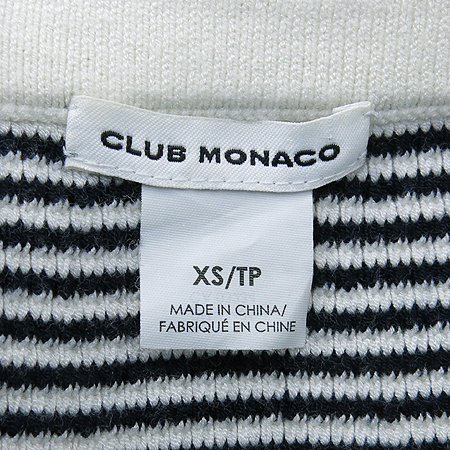 CLUB MONACO
XS/TP
MADE IN CHINA/
FABRIQUÉ EN CHINE